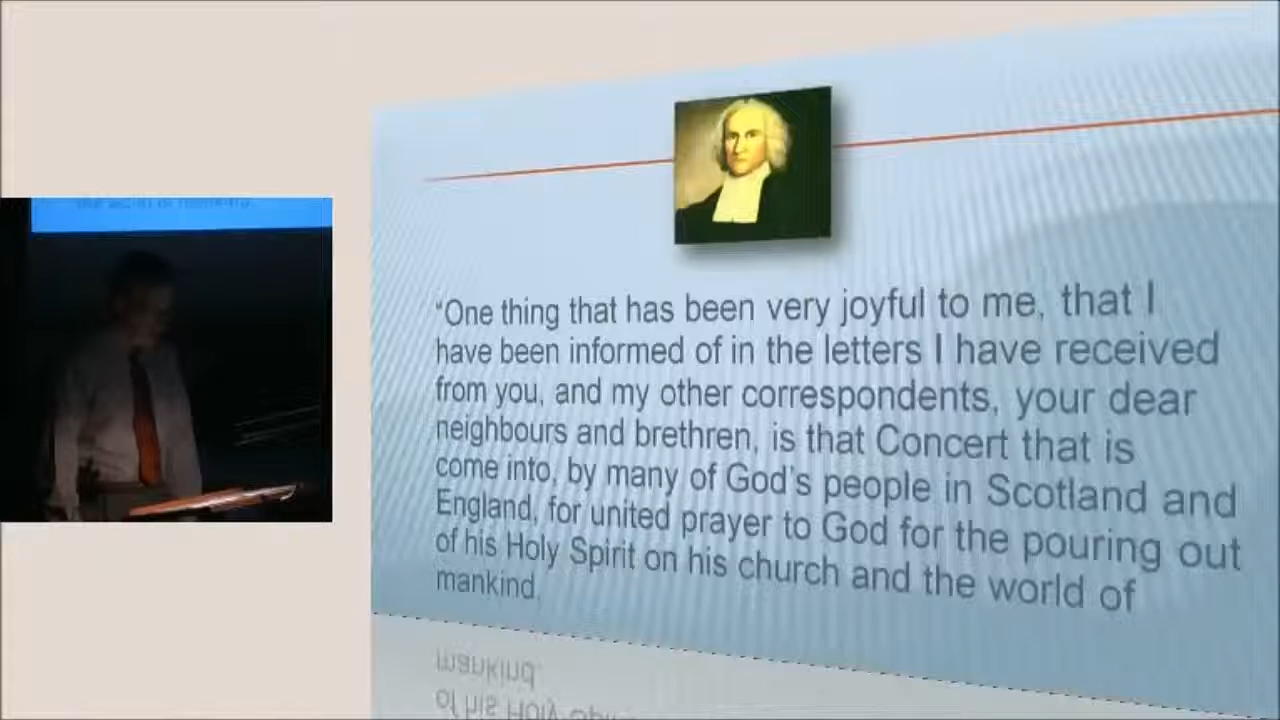 “One thing that has been very joyful to me, that I
have been informed of in the letters I have received
from you, and my other correspondents, your dear
neighbours and brethren, is that Concert that is
come into, by many of God's people in Scotland and
England, for united prayer to God for the pouring out
of his Holy Spirit on his church and the world of
mankind.